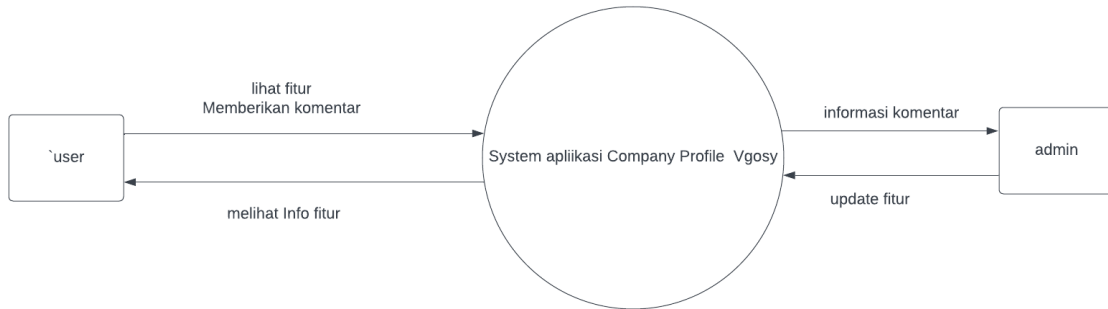 lihat fitur
Memberikan komentar
`user
melihat Info fitur
System apliikasi Company Profile  Vgosy
informasi komentar
admin
update fitur